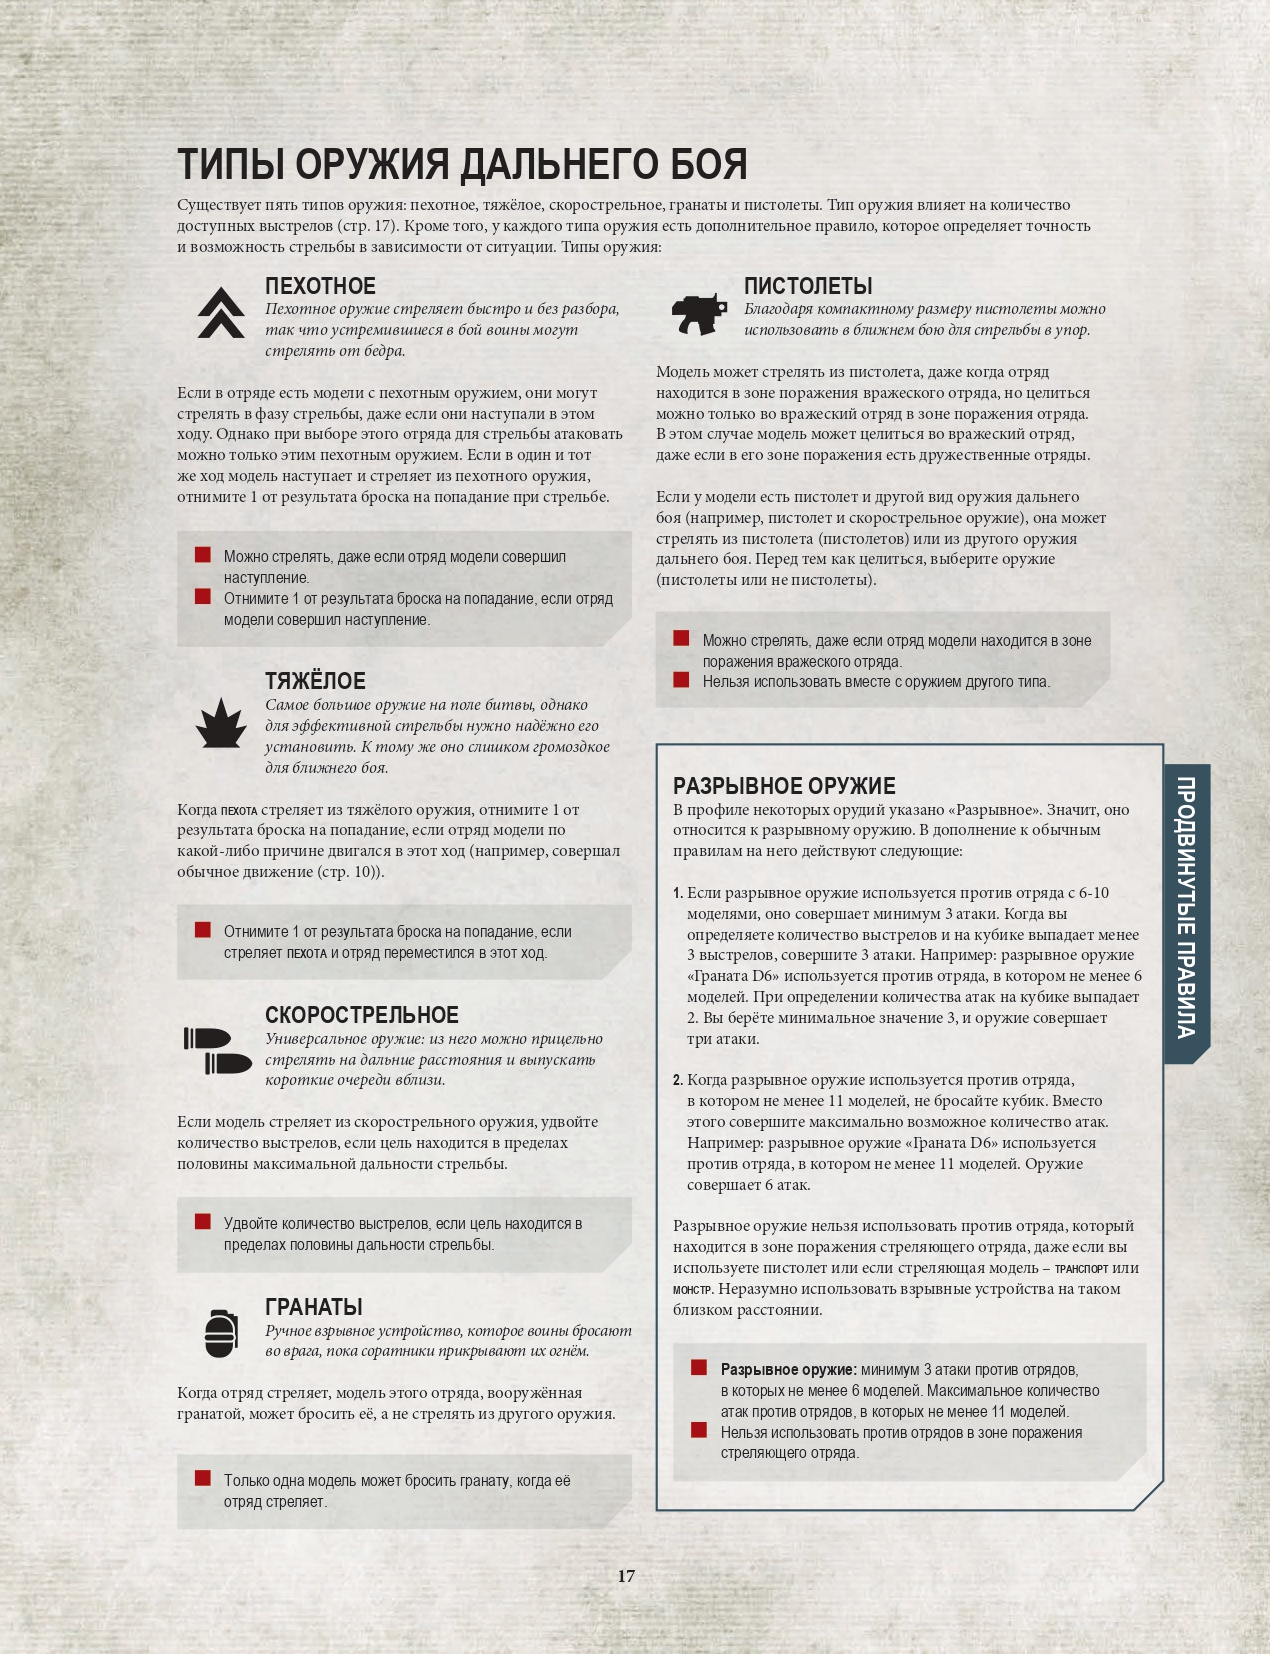 ТИПЫ ОРУЖИЯ ДАЛЬНЕГО БОЯ
Существует пять типов оружия: пехотное, тяжёлое, скорострельное, гранаты и пистолеты. Тип оружия влияет на количество
доступных выстрелов (стр. 17). Кроме того, у каждого типа оружия есть дополнительное правило, которое определяет точность
и возможность стрельбы в зависимости от ситуации. Типы оружия:
ПЕХОТНОЕ
Пехотное оружие стреляет быстро и без разбора,
так что устремившиеся в бой воины могут
стрелять от бедра.
Если в отряде есть модели с пехотным оружием, они могут
стрелять в фазу стрельбы, даже если они наступали в этом
ходу. Однако при выборе этого отряда для стрельбы атаковать
можно только этим пехотным оружием. Если в один и тот
же ход модель наступает и стреляет из пехотного оружия,
отнимите 1 от результата броска на попадание при стрельбе.
Можно стрелять, даже если отряд модели совершил
наступление.
Отнимите 1 от результата броска на попадание, если отряд
модели совершил наступление.
ТЯЖЁЛОЕ
Самое большое оружие на поле битвы, однако
для эффективной стрельбы нужно надёжно его
установить. К тому же оно слишком громоздкое
для ближнего боя.
Когда ПЕХОТА стреляет из тяжёлого оружия, отнимите 1 от
результата броска на попадание, если отряд модели по
какой-либо причине двигался в этот ход (например, совершал
обычное движение (стр. 10)).
Отнимите 1 от результата броска на попадание, если
стреляет ПЕХОТА и отряд переместился в этот ход.
СКОРОСТРЕЛЬНОЕ
Универсальное оружие: из него можно прицельно
стрелять на дальние расстояния и выпускать
короткие очереди вблизи.
Если модель стреляет из скорострельного оружия, удвойте
количество выстрелов, если цель находится в пределах
половины максимальной дальности стрельбы.
Удвойте количество выстрелов, если цель находится в
пределах половины дальности стрельбы.
ГРАНАТЫ
Ручное взрывное устройство, которое воины бросают
во врага, пока соратники прикрывают их огнём.
Когда отряд стреляет, модель этого отряда, вооружённая
гранатой, может бросить её, а не стрелять из другого оружия.
Только одна модель может бросить гранату, когда её
отряд стреляет.
ПИСТОЛЕТЫ
Благодаря компактному размеру пистолеты можно
использовать в ближнем бою для стрельбы в упор.
Модель может стрелять из пистолета, даже когда отряд
находится в зоне поражения вражеского отряда, но целиться
можно только во вражеский отряд в зоне поражения отряда.
В этом случае модель может целиться во вражеский отряд,
даже если в его зоне поражения есть дружественные отряды.
Если у модели есть пистолет и другой вид оружия дальнего
боя (например, пистолет и скорострельное оружие), она может
стрелять из пистолета (пистолетов) или из другого оружия
дальнего боя. Перед тем как целиться, выберите оружие
(пистолеты или не пистолеты).
Можно стрелять, даже если отряд модели находится в зоне
поражения вражеского отряда.
Нельзя использовать вместе с оружием другого типа.
РАЗРЫВНОЕ ОРУЖИЕ
В профиле некоторых орудий указано «Разрывное». Значит, оно
относится к разрывному оружию. В дополнение к обычным
правилам на него действуют следующие:
1. Если разрывное оружие используется против отряда с 6-10
моделями, оно совершает минимум 3 атаки. Когда вы
определяете количество выстрелов и на кубике выпадает менее
3 выстрелов, совершите 3 атаки. Например: разрывное оружие
«Граната D6» используется против отряда, в котором не менее 6
моделей. При определении количества атак на кубике выпадает
2. Вы берёте минимальное значение 3, и оружие совершает
три атаки.
2. Когда разрывное оружие используется против отряда,
в котором не менее 11 моделей, не бросайте кубик. Вместо
этого совершите максимально возможное количество атак.
Например: разрывное оружие «Граната D6» используется
против отряда, в котором не менее 11 моделей. Оружие
совершает 6 атак.
Разрывное оружие нельзя использовать против отряда, который
находится в зоне поражения стреляющего отряда, даже если вы
используете пистолет или если стреляющая модель – ТРАНСПОРТ или
МОНСТР. Неразумно использовать взрывные устройства на таком
близком расстоянии.
Разрывное оружие: минимум 3 атаки против отрядов,
в которых не менее 6 моделей. Максимальное количество
атак против отрядов, в которых не менее 11 моделей.
Нельзя использовать против отрядов в зоне поражения
стреляющего отряда.
ПРОДВИНУТЫЕ ПРАВИЛА
17